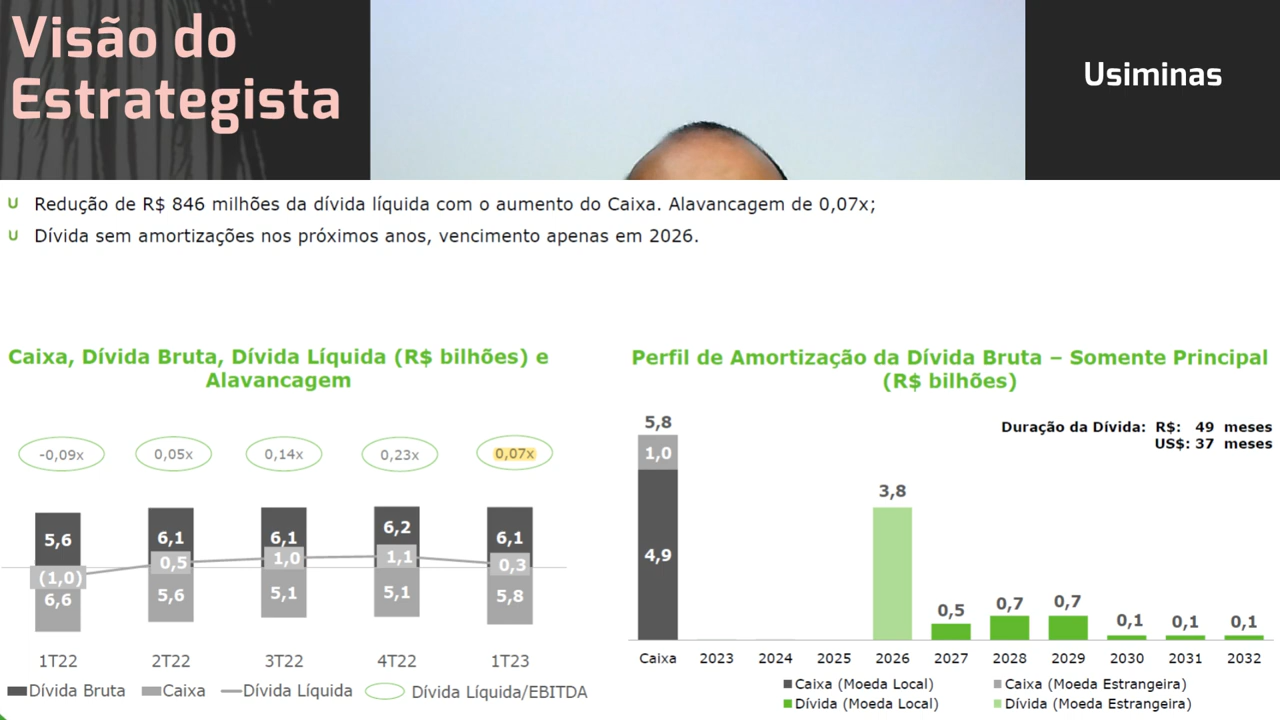 Visão do
Estrategista
Usiminas
U Redução de R$ 846 milhões da dívida líquida com o aumento do Caixa. Alavancagem de 0,07x;
U Dívida sem amortizações nos próximos anos, vencimento apenas em 2026.
Caixa, Dívida Bruta, Dívida Líquida (R$ bilhões) e
Alavancagem
-0,09x 0,05x 0,14x 0,23x 0,07x
5,6 6,1 6,1 6,2 6,1
(1,0) 0,5 1,0 1,1 0,3
6,6 5,6 5,1 5,1 5,8
1T22 2T22 3T22 4T22 1T23
Dívida Bruta Caixa Dívida Líquida Dívida Líquida/EBITDA
Perfil de Amortização da Dívida Bruta – Somente Principal
(R$ bilhões)
Duração da Dívida: R$: 49 meses
US$: 37 meses
5,8
1,0
4,9
3,8
0,5 0,7 0,7 0,1 0,1 0,1
Caixa 2023 2024 2025 2026 2027 2028 2029 2030 2031 2032
Caixa (Moeda Local) Caixa (Moeda Estrangeira)
Dívida (Moeda Local) Dívida (Moeda Estrangeira)